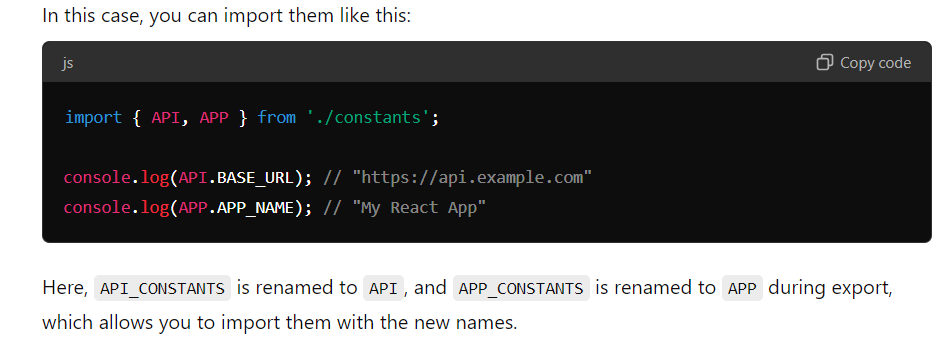 In this case, you can import them like this:
js
Copy code
import { API, APP } from './constants';
console.log(API.BASE_URL); // "https://api.example.com"
console.log(APP.APP_NAME); // "My React App"
Here, API_CONSTANTS is renamed to API, and APP_CONSTANTS is renamed to APP during export,
which allows you to import them with the new names.